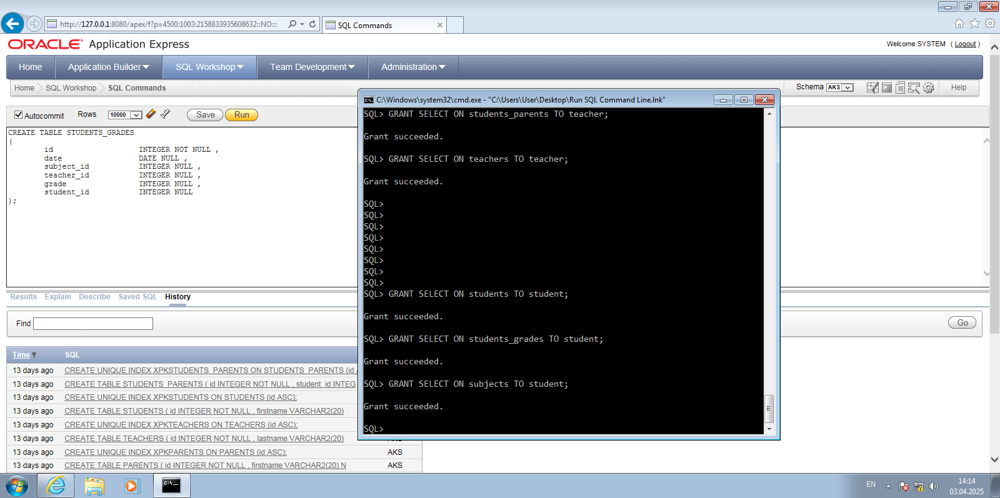 http://127.0.0.1:8080/apex/f?p=4500:1003:2158833935608632::NO:::
SQL Commands
ORACLE Application Express
Welcome SYSTEM ( Logout )
Home Application Builder SQL Workshop Team Development Administration
Home SQL Workshop SQL Commands
Schema AKS Help
Autocommit Rows 10000 Save Run
CREATE TABLE STUDENTS_GRADES
(
id INTEGER NOT NULL ,
date DATE NULL ,
subject_id INTEGER NULL ,
teacher_id INTEGER NULL ,
grade INTEGER NULL ,
student_id INTEGER NULL
);
Results Explain Describe Saved SQL History
Find
Go
Time SQL
13 days ago CREATE UNIQUE INDEX XPKSTUDENTS_PARENTS ON STUDENTS_PARENTS (id
13 days ago CREATE TABLE STUDENTS_PARENTS ( id INTEGER NOT NULL , student_id INTEG
13 days ago CREATE UNIQUE INDEX XPKSTUDENTS ON STUDENTS (id ASC);
13 days ago CREATE TABLE STUDENTS ( id INTEGER NOT NULL , firstname VARCHAR2(20)
13 days ago CREATE UNIQUE INDEX XPKTEACHERS ON TEACHERS (id ASC);
13 days ago CREATE TABLE TEACHERS ( id INTEGER NOT NULL , lastname VARCHAR2(20)
13 days ago CREATE UNIQUE INDEX XPKPARENTS ON PARENTS (id ASC); AKS
13 days ago CREATE TABLE PARENTS ( id INTEGER NOT NULL , firstname VARCHAR2(20) N AKS
C:\Windows\system32\cmd.exe - "C:\Users\User\Desktop\Run SQL Command Line.lnk"
SQL> GRANT SELECT ON students_parents TO teacher;
Grant succeeded.
SQL> GRANT SELECT ON teachers TO teacher;
Grant succeeded.
SQL>
SQL>
SQL>
SQL>
SQL>
SQL>
SQL>
SQL>
SQL> GRANT SELECT ON students TO student;
Grant succeeded.
SQL> GRANT SELECT ON students_grades TO student;
Grant succeeded.
SQL> GRANT SELECT ON subjects TO student;
Grant succeeded.
SQL>
EN
14:14
03.04.2025